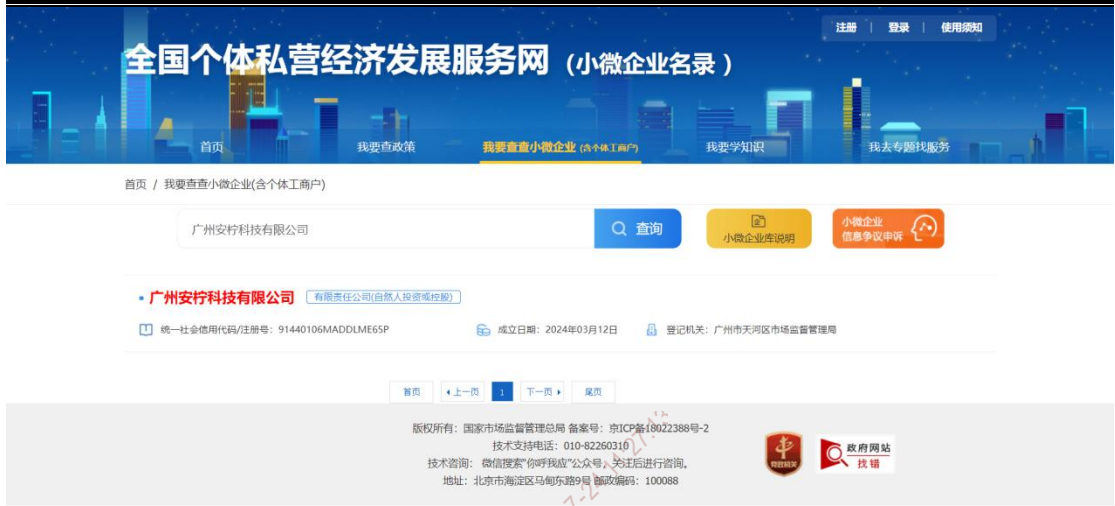 注册 | 登录 | 使用须知
全国个体私营经济发展服务网（小微企业名录）
首页 我要查政策 我要查查小微企业 (含个体工商户) 我要学知识 我去专题找服务
首页 / 我要查查小微企业(含个体工商户)
广州安柠科技有限公司 查询 小微企业库说明 小微企业
信息争议申诉
广州安柠科技有限公司 有限责任公司(自然人投资或控股)
统一社会信用代码/注册号：91440106MADDLME65P 成立日期：2024年03月12日 登记机关：广州市天河区市场监督管理局
首页 上一页 1 下一页 尾页
版权所有：国家市场监督管理总局 备案号：京ICP备18022388号-2
技术支持电话：010-82260310
技术咨询： 微信搜索“你呼我应”公众号，关注后进行咨询。
地址：北京市海淀区马甸东路9号 邮政编码：100088
党政机关
政府网站
找错